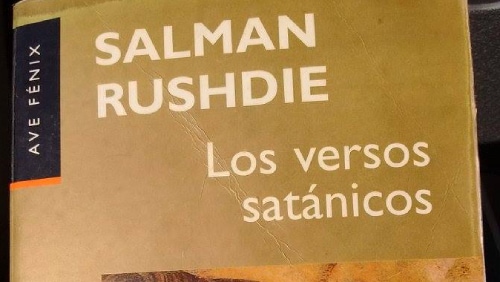 AVE FÉNIX
SALMAN
RUSHDIE
Los versos
satánicos